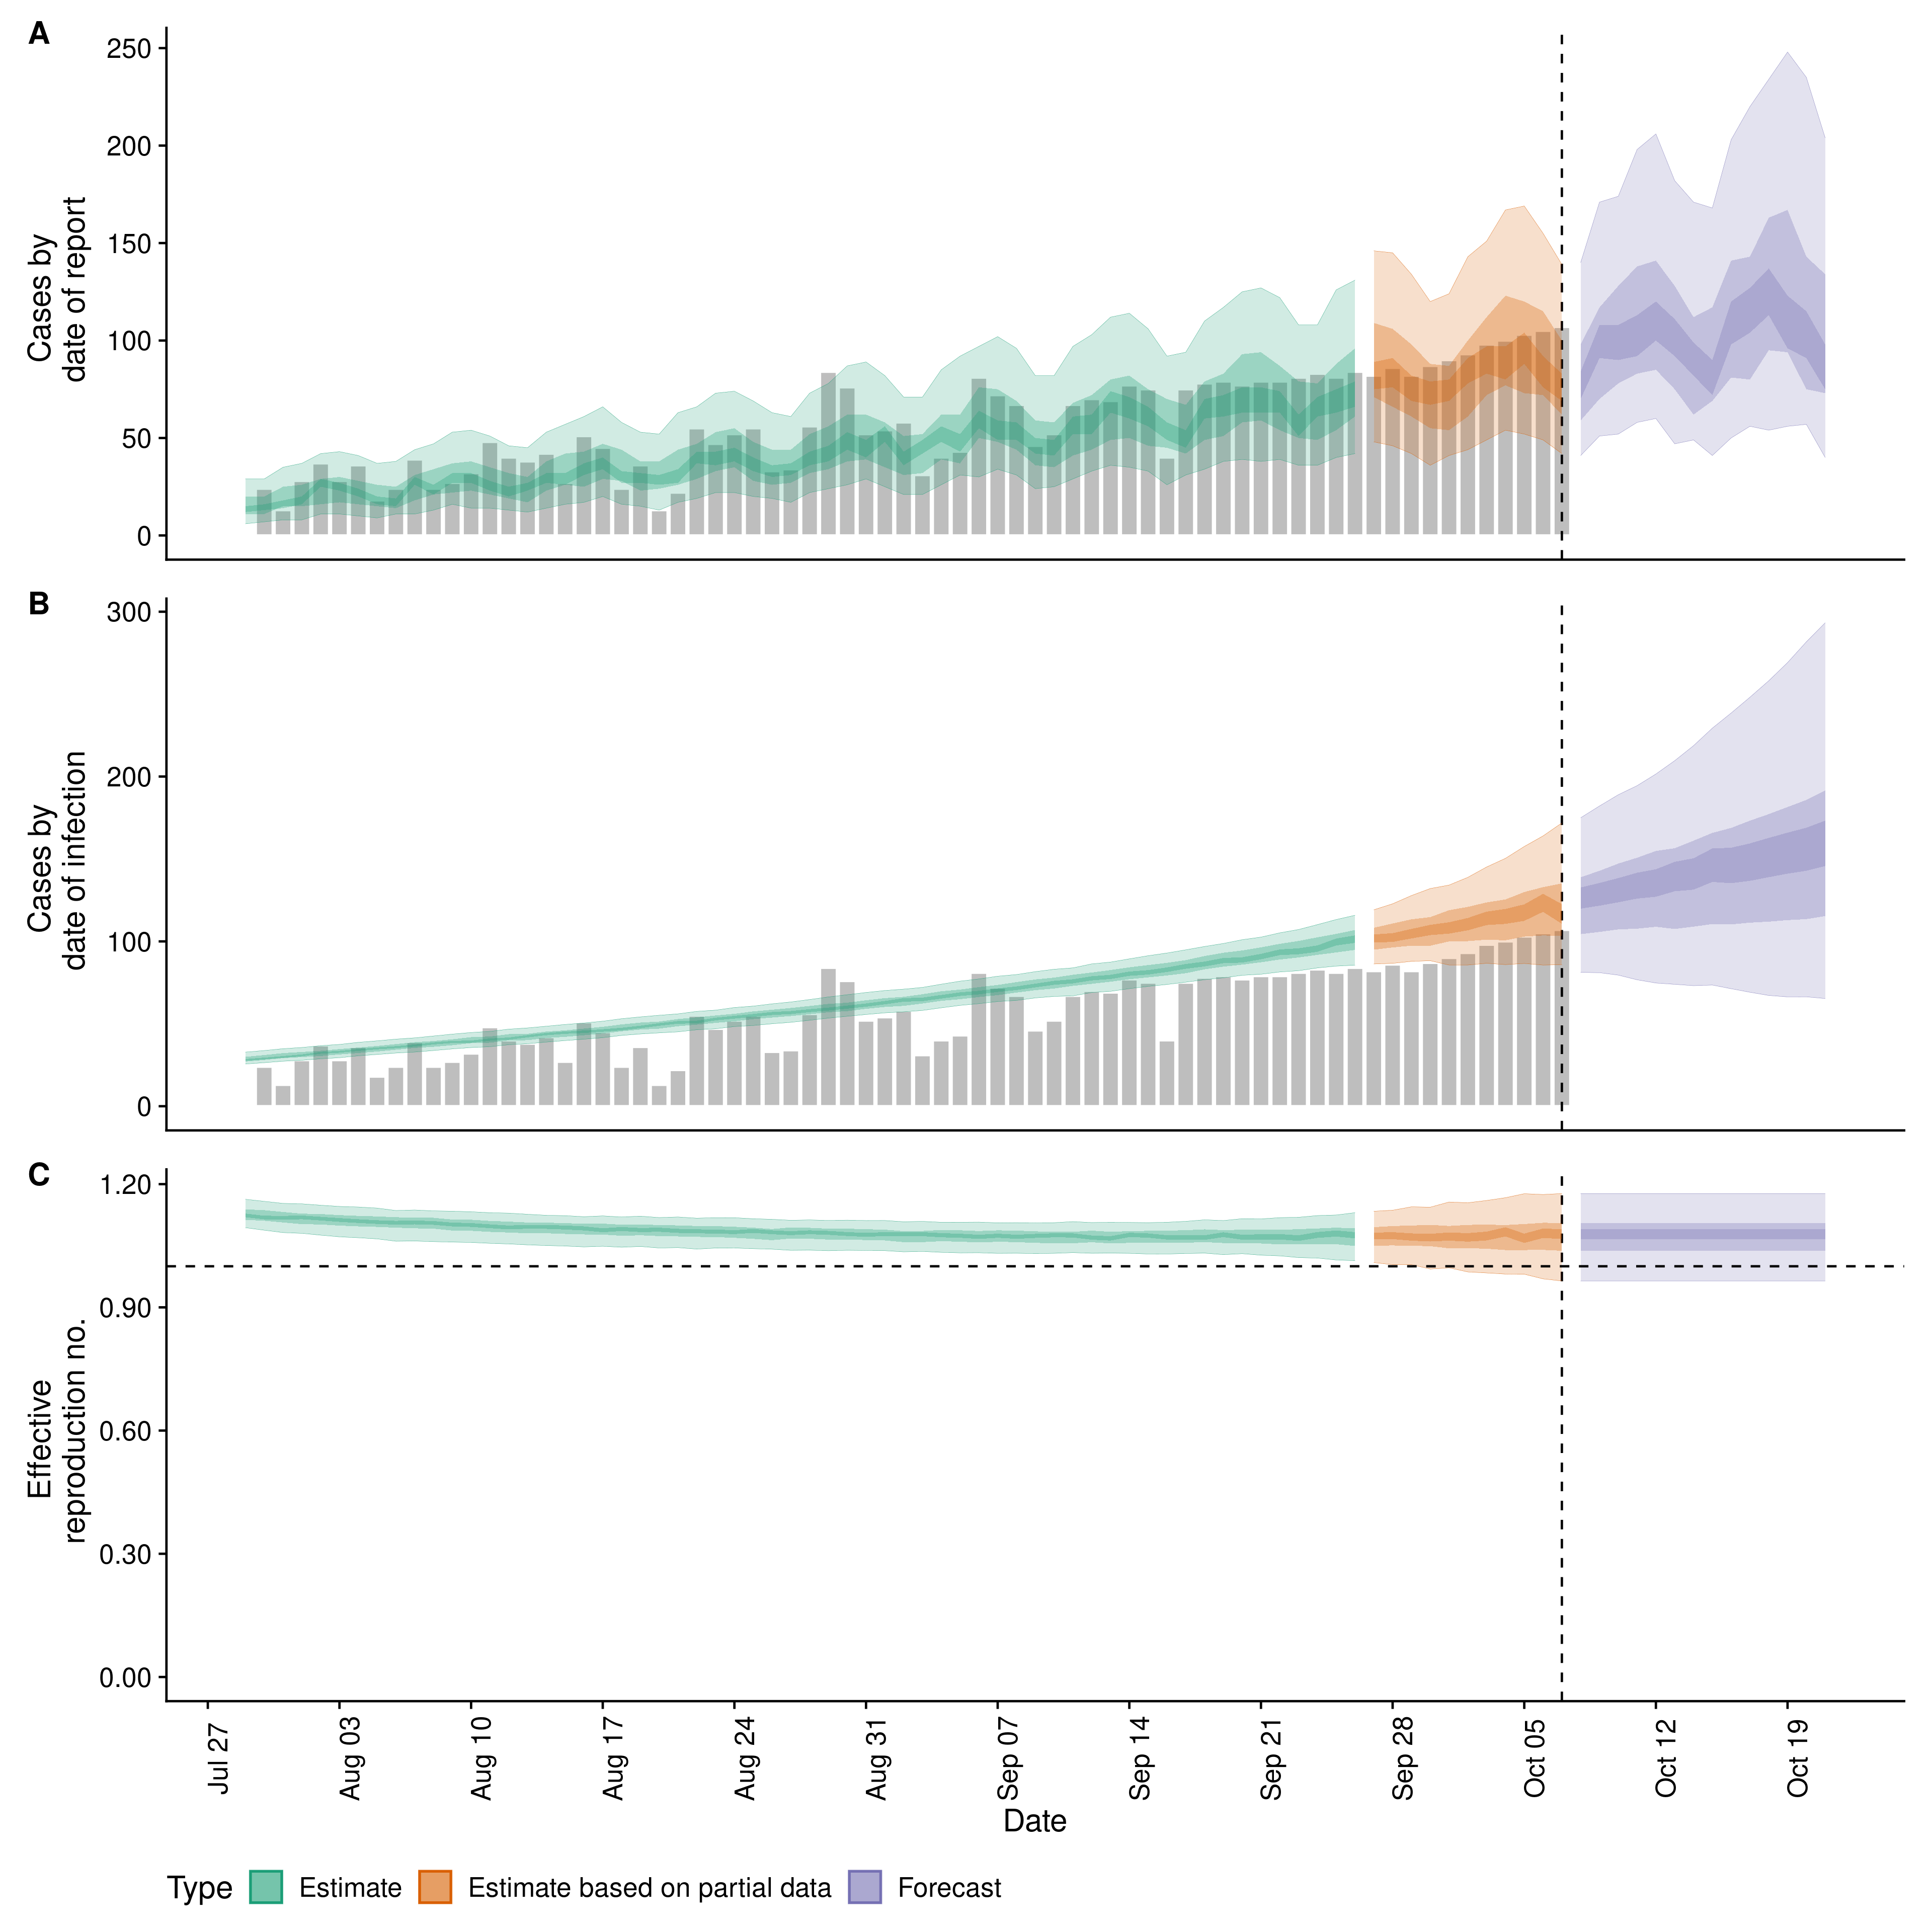 A
250
200
150
100
50
0
Cases by
date of report
B
300
200
100
0
Cases by
date of infection
C
1.20
0.90
0.60
0.30
0.00
Effective
reproduction no.
Jul 27
Aug 03
Aug 10
Aug 17
Aug 24
Aug 31
Sep 07
Sep 14
Sep 21
Sep 28
Oct 05
Oct 12
Oct 19
Date
Type Estimate Estimate based on partial data Forecast